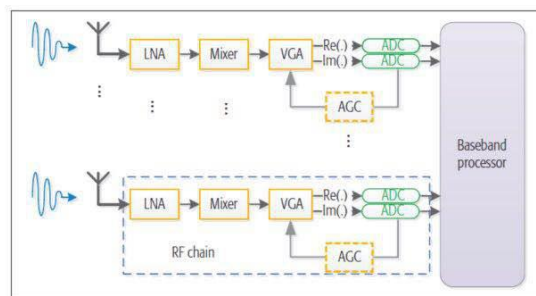 LNA Mixer VGA Re(.) ADC
Im(.) ADC
AGC
Baseband
processor
LNA Mixer VGA Re(.) ADC
Im(.) ADC
RF chain AGC